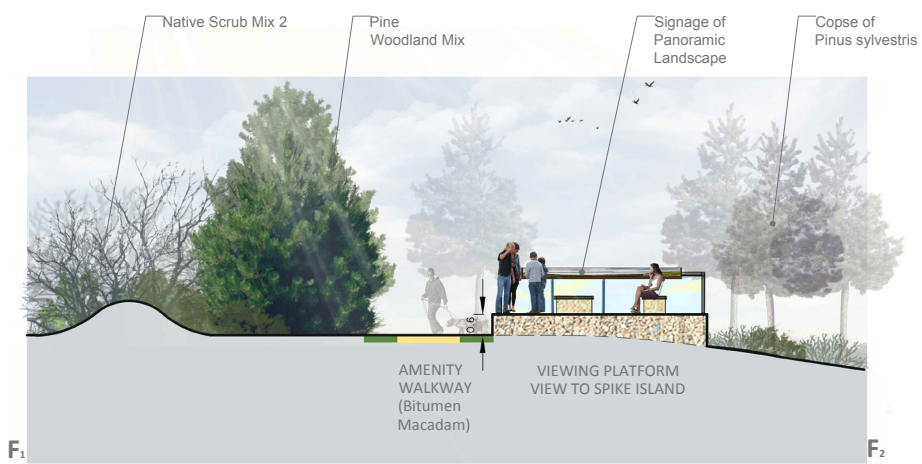 Native Scrub Mix 2
Pine
Woodland Mix
Signage of
Panoramic
Landscape
Copse of
Pinus sylvestris
0.6
AMENITY
WALKWAY
(Bitumen
Macadam)
VIEWING PLATFORM
VIEW TO SPIKE ISLAND
F1
F2